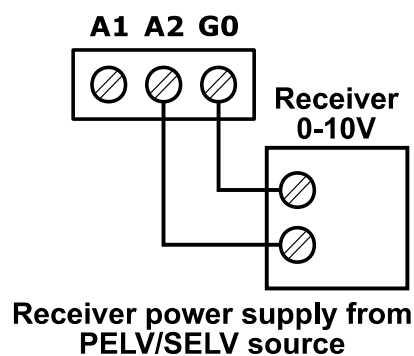 A1 A2 G0
Receiver
0-10V
Receiver power supply from
PELV/SELV source